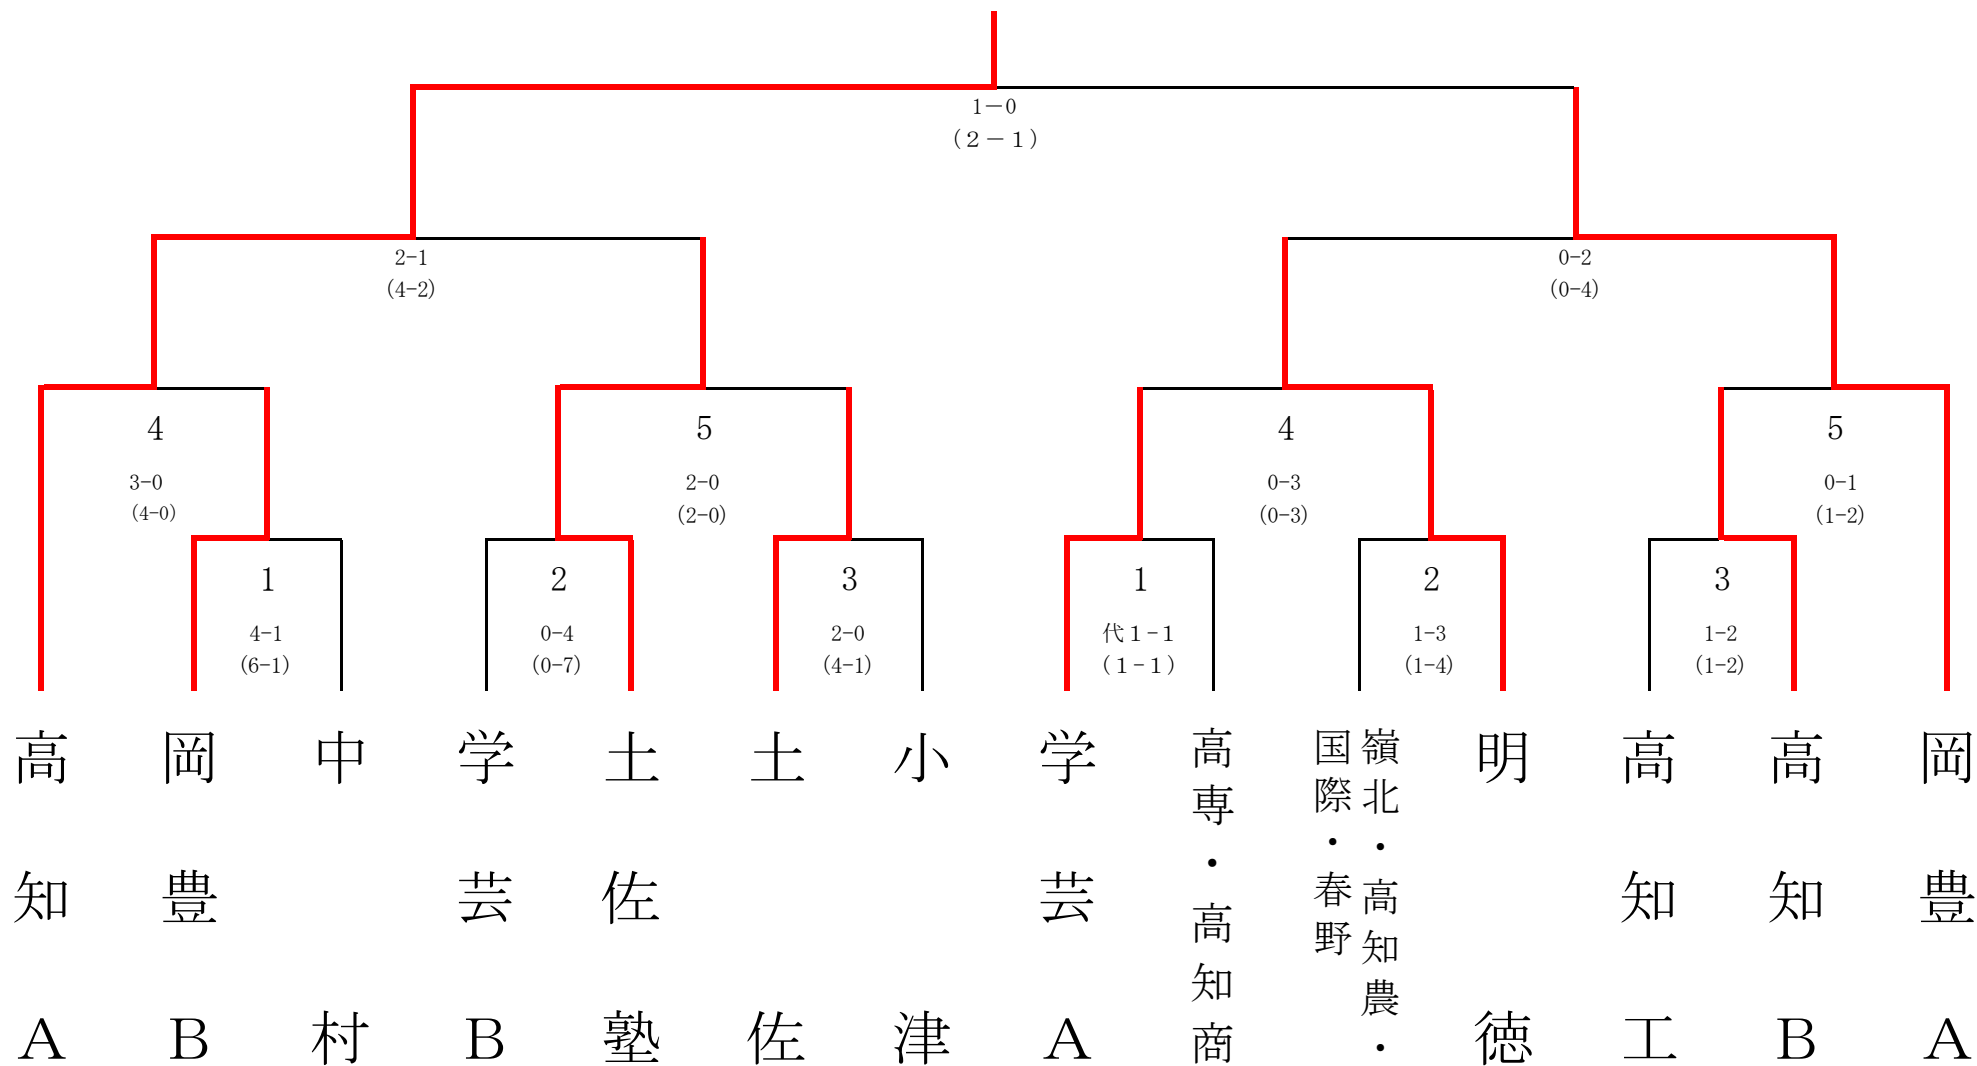 1－0
（２－１）
2-1
(4-2)
0-2
(0-4)
4
5
4
5
3-0
(4-0)
2-0
(2-0)
0-3
(0-3)
0-1
(1-2)
1
2
3
1
2
3
4-1
(6-1)
0-4
(0-7)
2-0
(4-1)
代１-１
（１-１）
1-3
(1-4)
1-2
(1-2)
高知Ａ
岡豊Ｂ
中村
学芸Ｂ
土佐塾
土佐
小津
学芸Ａ
高専・高知商
嶺北・高知農・
国際・春野
明徳
高知工
高知Ｂ
岡豊Ａ